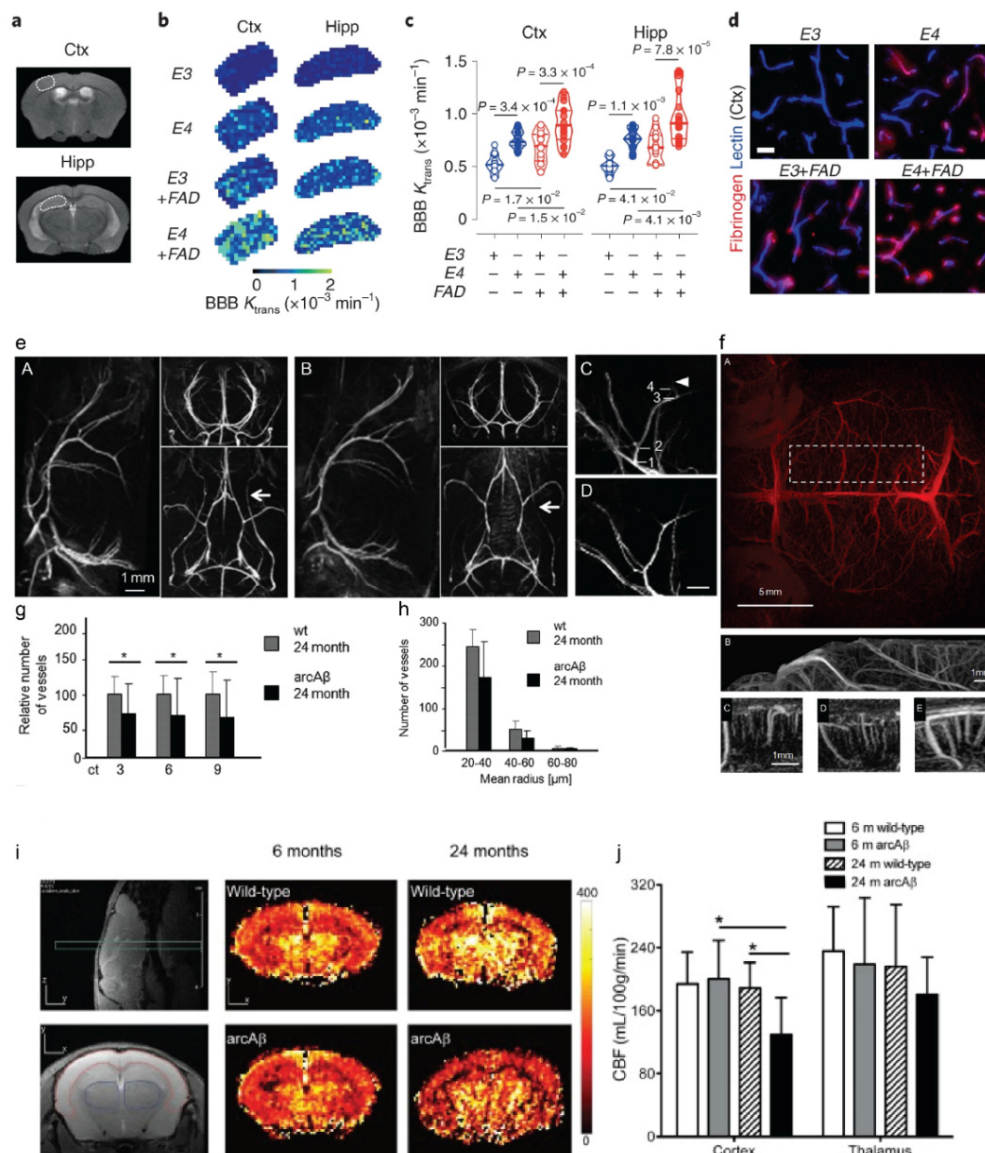 a
Ctx
Hipp
b
Ctx Hipp
E3
E4
E3
+FAD
E4
+FAD
0 1 2
BBB Ktrans (×10−3 min−1)
c
Ctx Hipp
P = 7.8 × 10−5
P = 3.3 × 10−4
P = 3.4 × 10−4
P = 1.1 × 10−3
P = 1.7 × 10−2
P = 1.5 × 10−2
P = 4.1 × 10−2
P = 4.1 × 10−3
1.5
1.0
0.5
0
BBB Ktrans (×10−3 min−1)
E3 + − + − + − + −
E4 − + − + − + − +
FAD − − + + − − + +
d
E3 E4
E3+FAD E4+FAD
Fibrinogen Lectin (Ctx)
e
A
1 mm
B
C
4
3
2
1
D
f
A
5 mm
B
1mm
C
1mm
D
E
g
Relative number
of vessels
200
150
100
50
0
wt
24 month
arcAβ
24 month
* * *
ct 3 6 9
h
Number of vessels
300
200
100
0
wt
24 month
arcAβ
24 month
20-40 40-60 60-80
Mean radius [µm]
i
6 months 24 months
Wild-type Wild-type
arcAβ arcAβ
z
y
y
x
y
x
400
0
j
6 m wild-type
6 m arcAβ
24 m wild-type
24 m arcAβ
CBF (mL/100g/min)
320
240
160
80
0
*
*
Cortex Thalamus